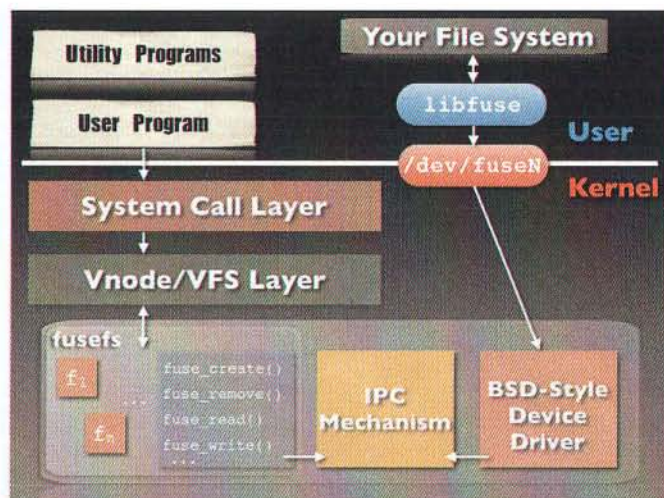 Utility Programs
User Program
Your File System
libfuse
User
/dev/fuseN
Kernel
System Call Layer
Vnode/VFS Layer
fusefs
f1
...
fn
fuse_create()
fuse_remove()
fuse_read()
fuse_write()
...
IPC
Mechanism
BSD-Style
Device
Driver